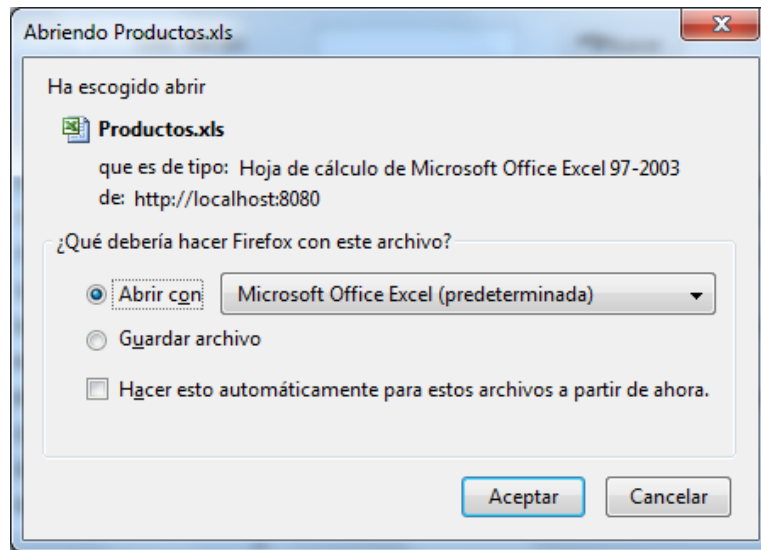 Abriendo Productos.xls
Ha escogido abrir
Productos.xls
que es de tipo: Hoja de cálculo de Microsoft Office Excel 97-2003
de: http://localhost:8080
¿Qué debería hacer Firefox con este archivo?
Abrir con Microsoft Office Excel (predeterminada)
Guardar archivo
Hacer esto automáticamente para estos archivos a partir de ahora.
Aceptar Cancelar